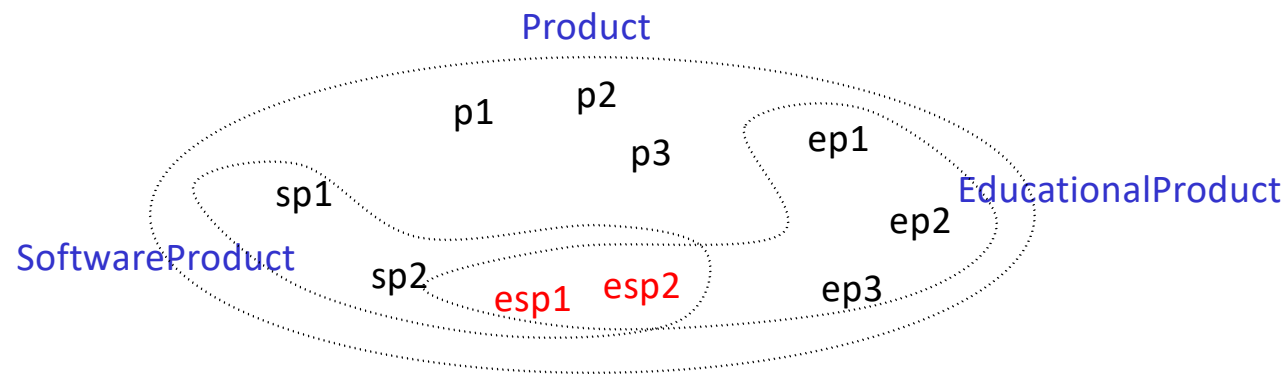 Product
p1
p2
p3
ep1
sp1
EducationalProduct
ep2
SoftwareProduct
sp2
esp1
esp2
ep3